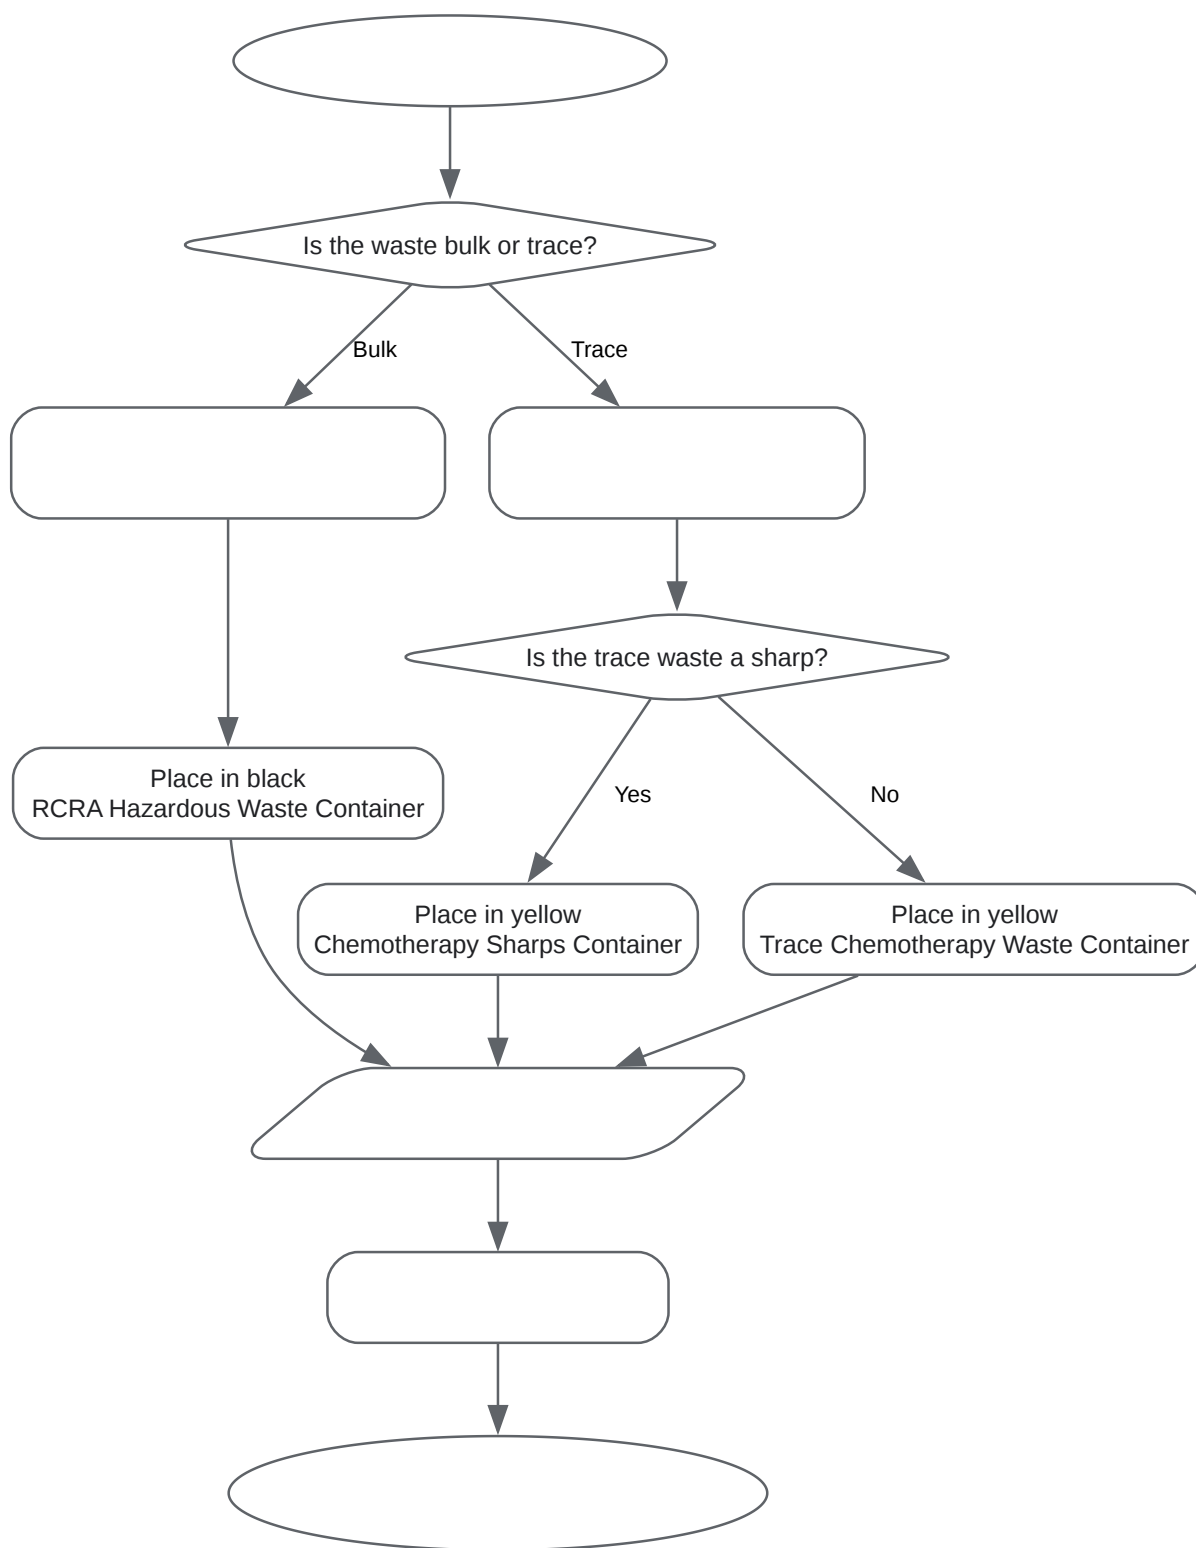 Is the waste bulk or trace?
Bulk
Trace
Is the trace waste a sharp?
Yes
No
Place in black
RCRA Hazardous Waste Container
Place in yellow
Chemotherapy Sharps Container
Place in yellow
Trace Chemotherapy Waste Container